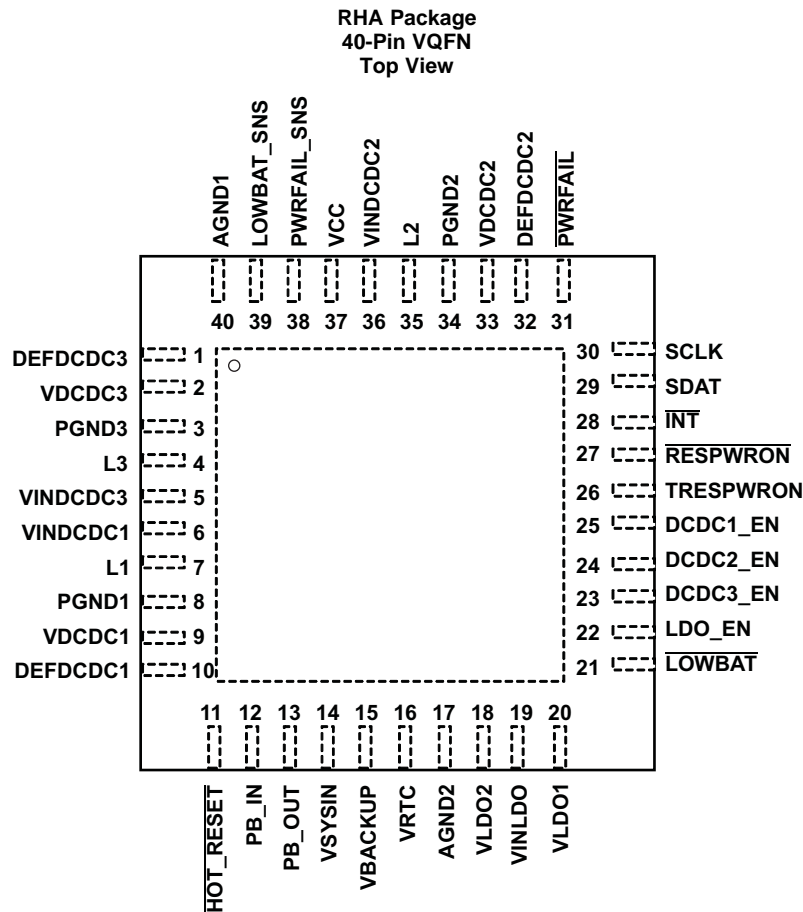 RHA Package
40-Pin VQFN
Top View
AGND1
LOWBAT_SNS
PWRFAIL_SNS
VCC
VINDCDC2
L2
PGND2
VDCDC2
DEFDCDC2
PWRFAIL
40 39 38 37 36 35 34 33 32 31
DEFDCDC3 1
VDCDC3 2
PGND3 3
L3 4
VINDCDC3 5
VINDCDC1 6
L1 7
PGND1 8
VDCDC1 9
DEFDCDC1 10
30 SCLK
29 SDAT
28 INT
27 RESPWRON
26 TRESPWRON
25 DCDC1_EN
24 DCDC2_EN
23 DCDC3_EN
22 LDO_EN
21 LOWBAT
11 12 13 14 15 16 17 18 19 20
HOT_RESET
PB_IN
PB_OUT
VSYSIN
VBACKUP
VRTC
AGND2
VLDO2
VINLDO
VLDO1